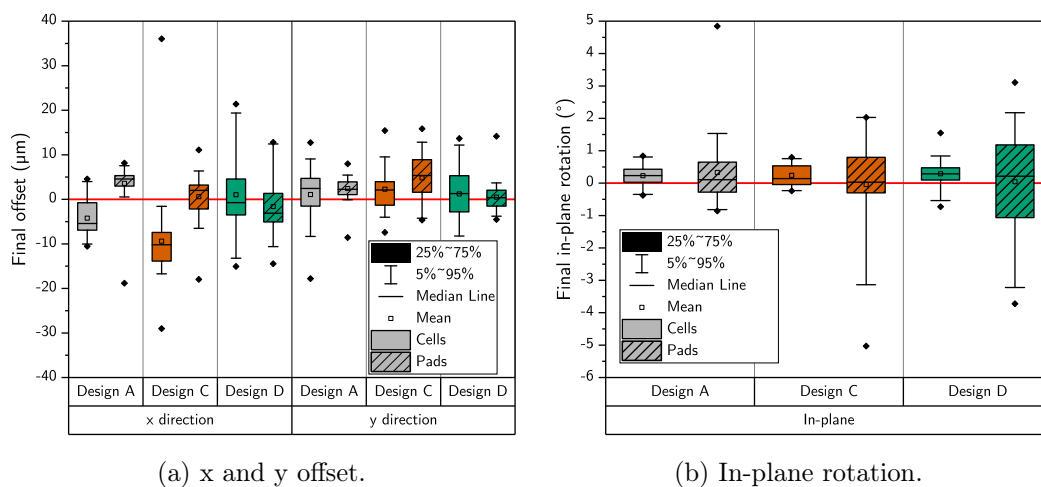 Final offset (µm)
40
30
20
10
0
-10
-20
-30
-40
25%~75%
5%~95%
Median Line
Mean
Cells
Pads
Design A
Design C
Design D
Design A
Design C
Design D
x direction
y direction
(a) x and y offset.
Final in-plane rotation (°)
5
4
3
2
1
0
-1
-2
-3
-4
-5
-6
25%~75%
5%~95%
Median Line
Mean
Cells
Pads
Design A
Design C
Design D
In-plane
(b) In-plane rotation.